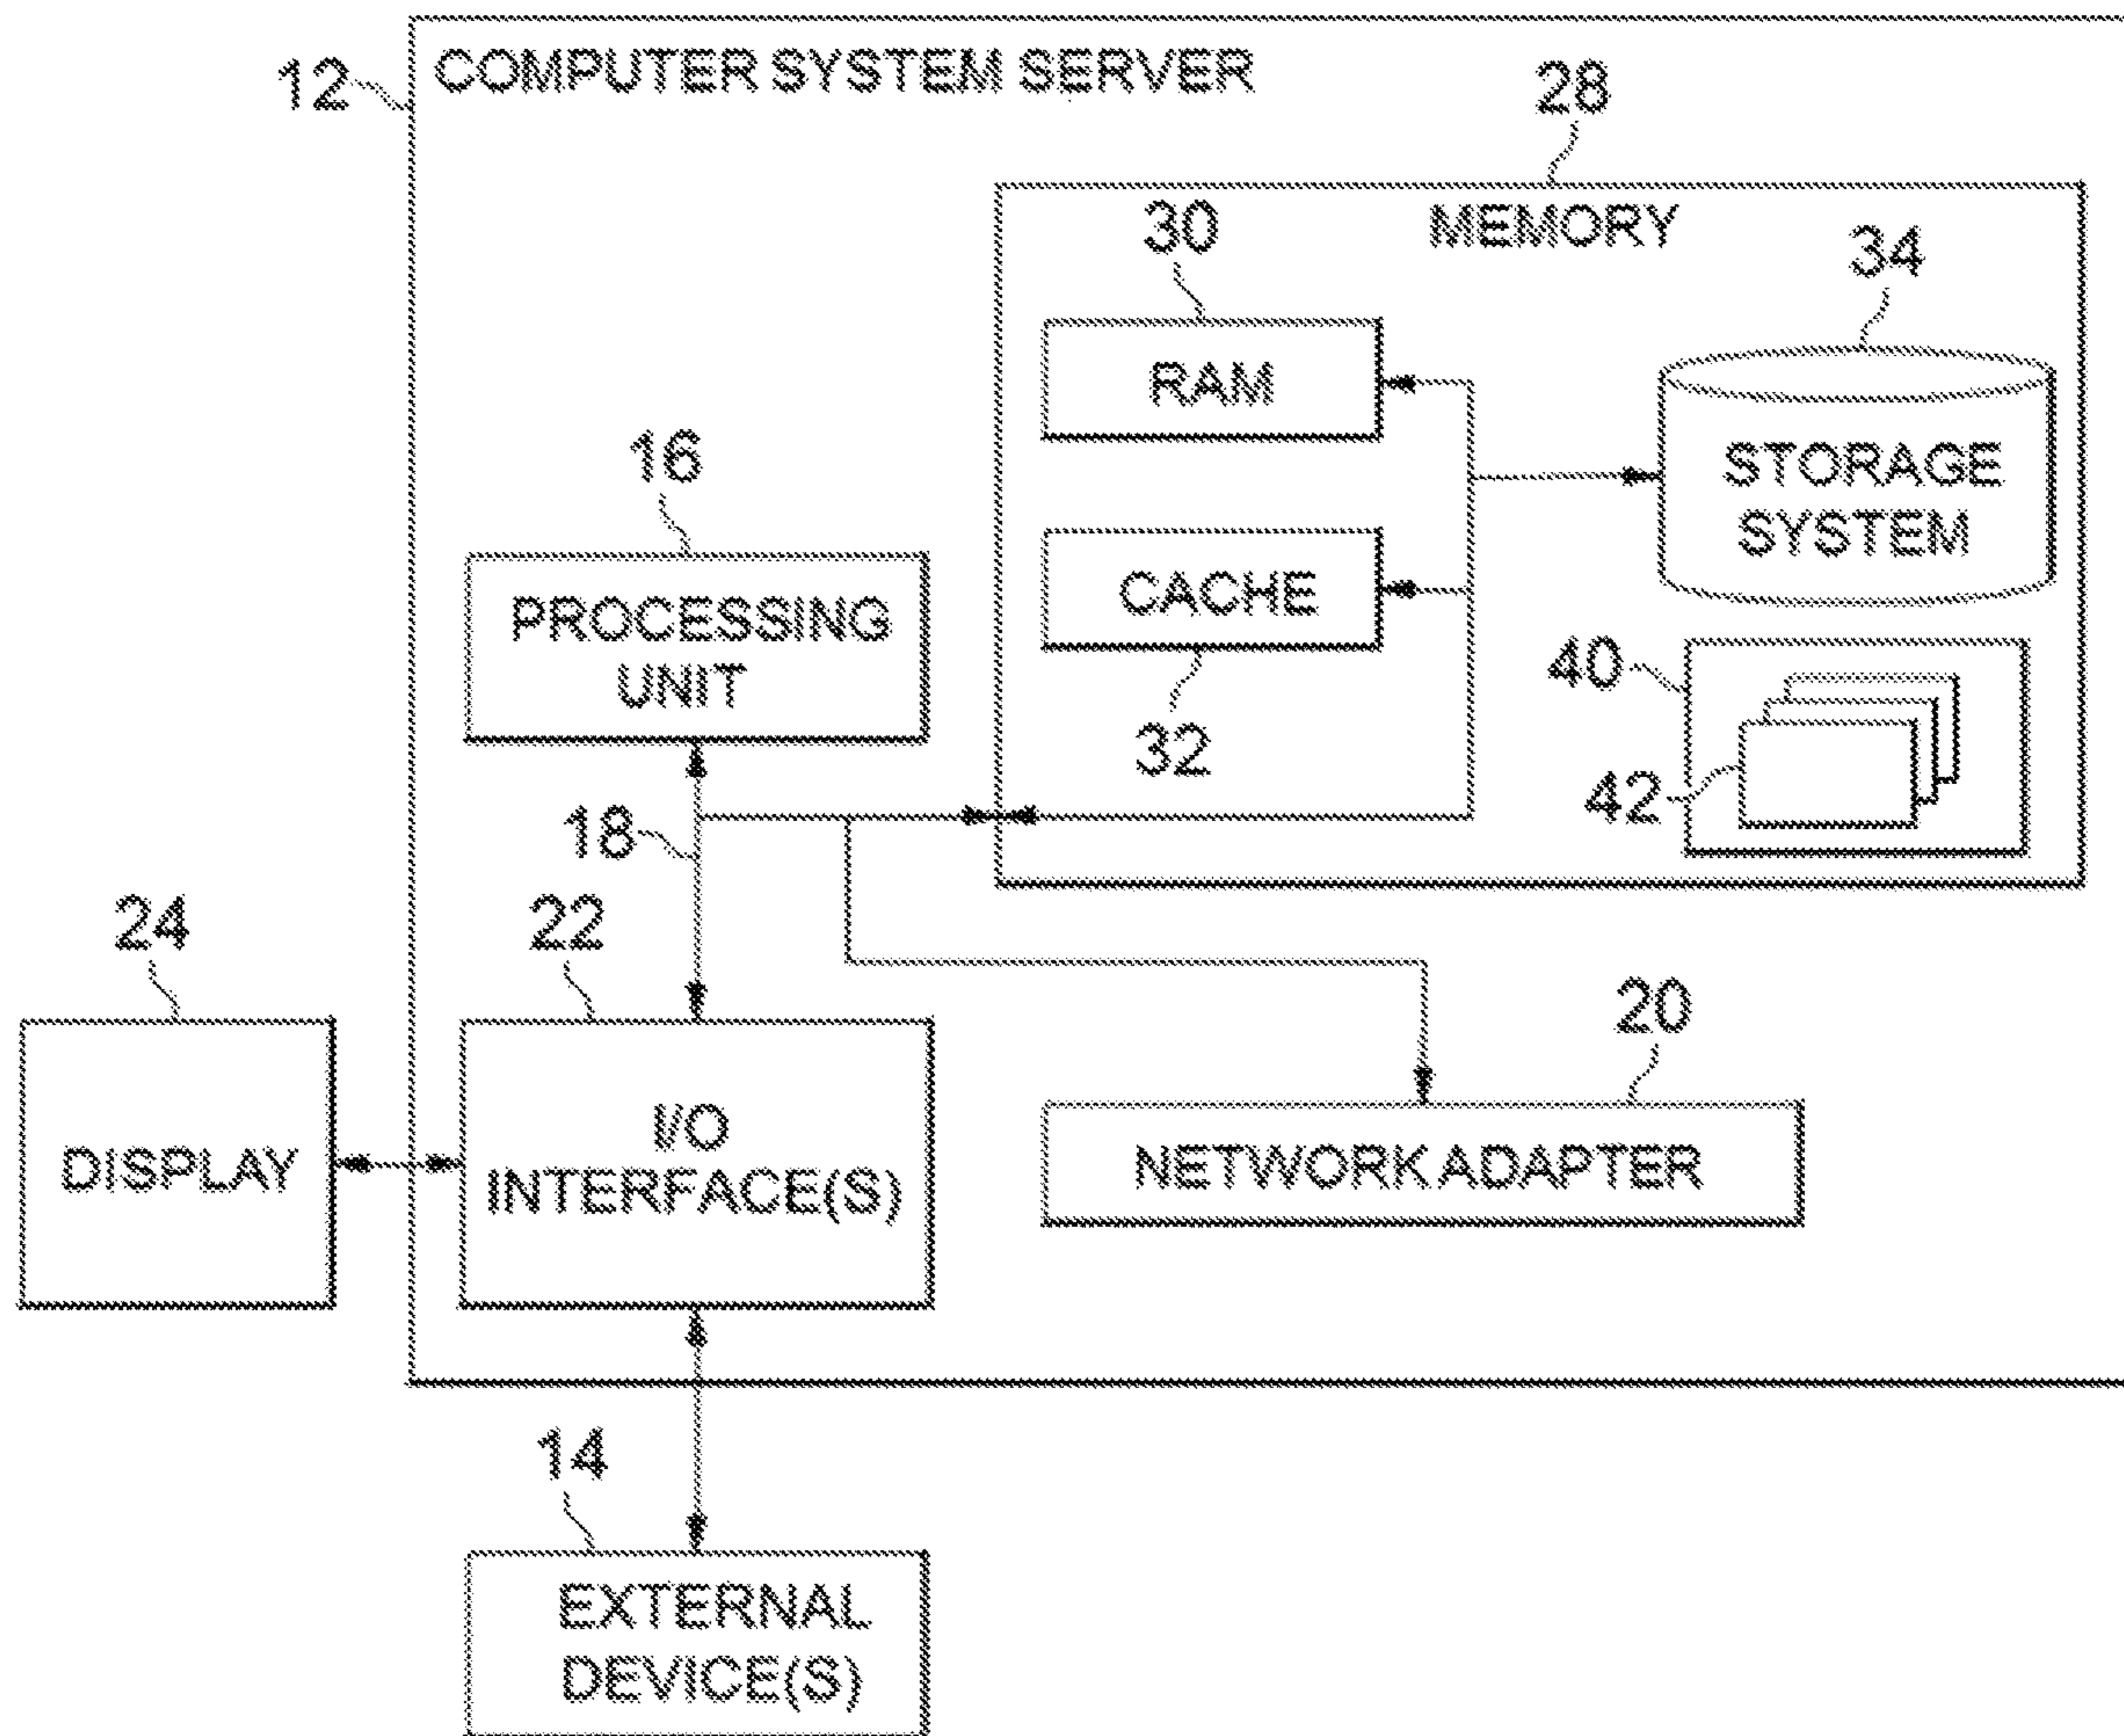 12
COMPUTER SYSTEM SERVER
28
MEMORY
30
34
RAM
STORAGE
SYSTEM
16
PROCESSING
UNIT
CACHE
32
40
42
18
24
22
20
DISPLAY
I/O
INTERFACE(S)
NETWORK ADAPTER
14
EXTERNAL
DEVICE(S)